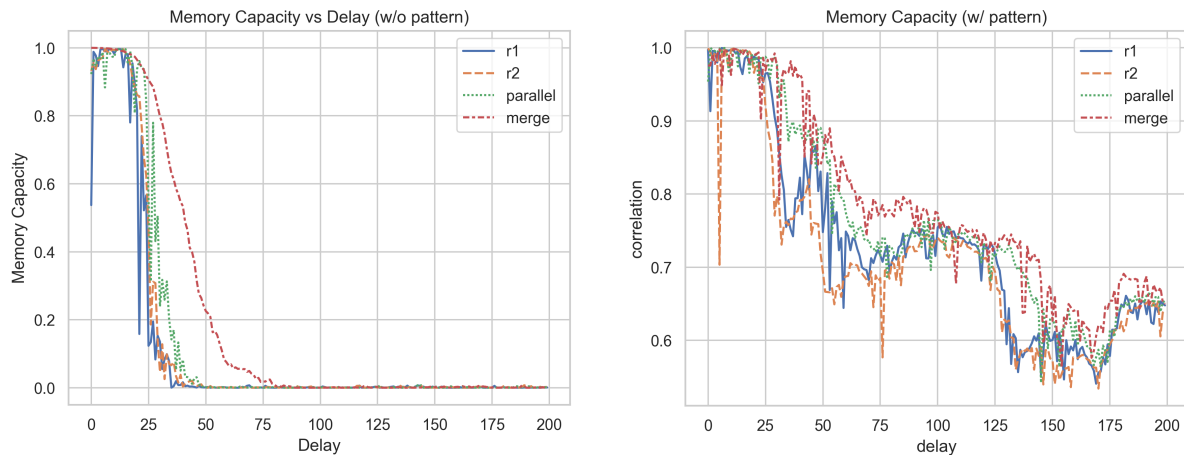 Memory Capacity vs Delay (w/o pattern)
1.0
0.8
0.6
0.4
0.2
0.0
Memory Capacity
r1
r2
parallel
merge
0 25 50 75 100 125 150 175 200
Delay
Memory Capacity (w/ pattern)
1.0
0.9
0.8
0.7
0.6
correlation
r1
r2
parallel
merge
0 25 50 75 100 125 150 175 200
delay